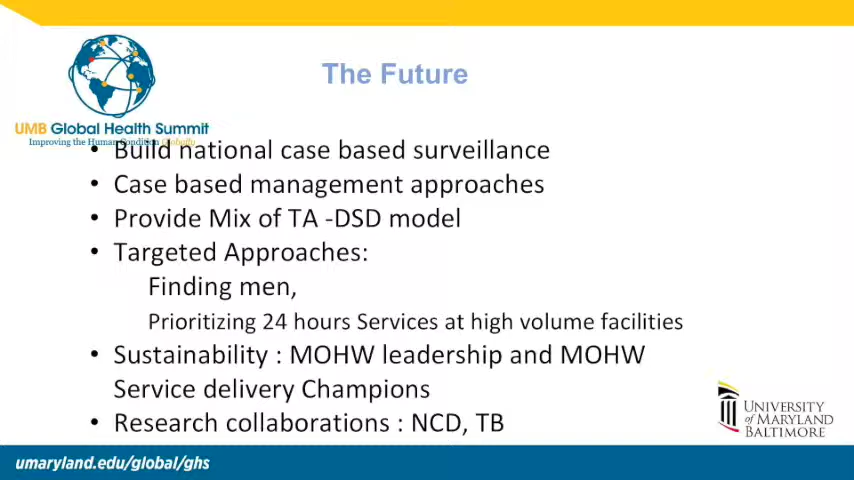 The Future
UMB Global Health Summit
Improving the Human Condition Globally
• Build national case based surveillance
• Case based management approaches
• Provide Mix of TA -DSD model
• Targeted Approaches:
Finding men,
Prioritizing 24 hours Services at high volume facilities
• Sustainability : MOHW leadership and MOHW
Service delivery Champions
• Research collaborations : NCD, TB
UNIVERSITY
of MARYLAND
BALTIMORE
umaryland.edu/global/ghs